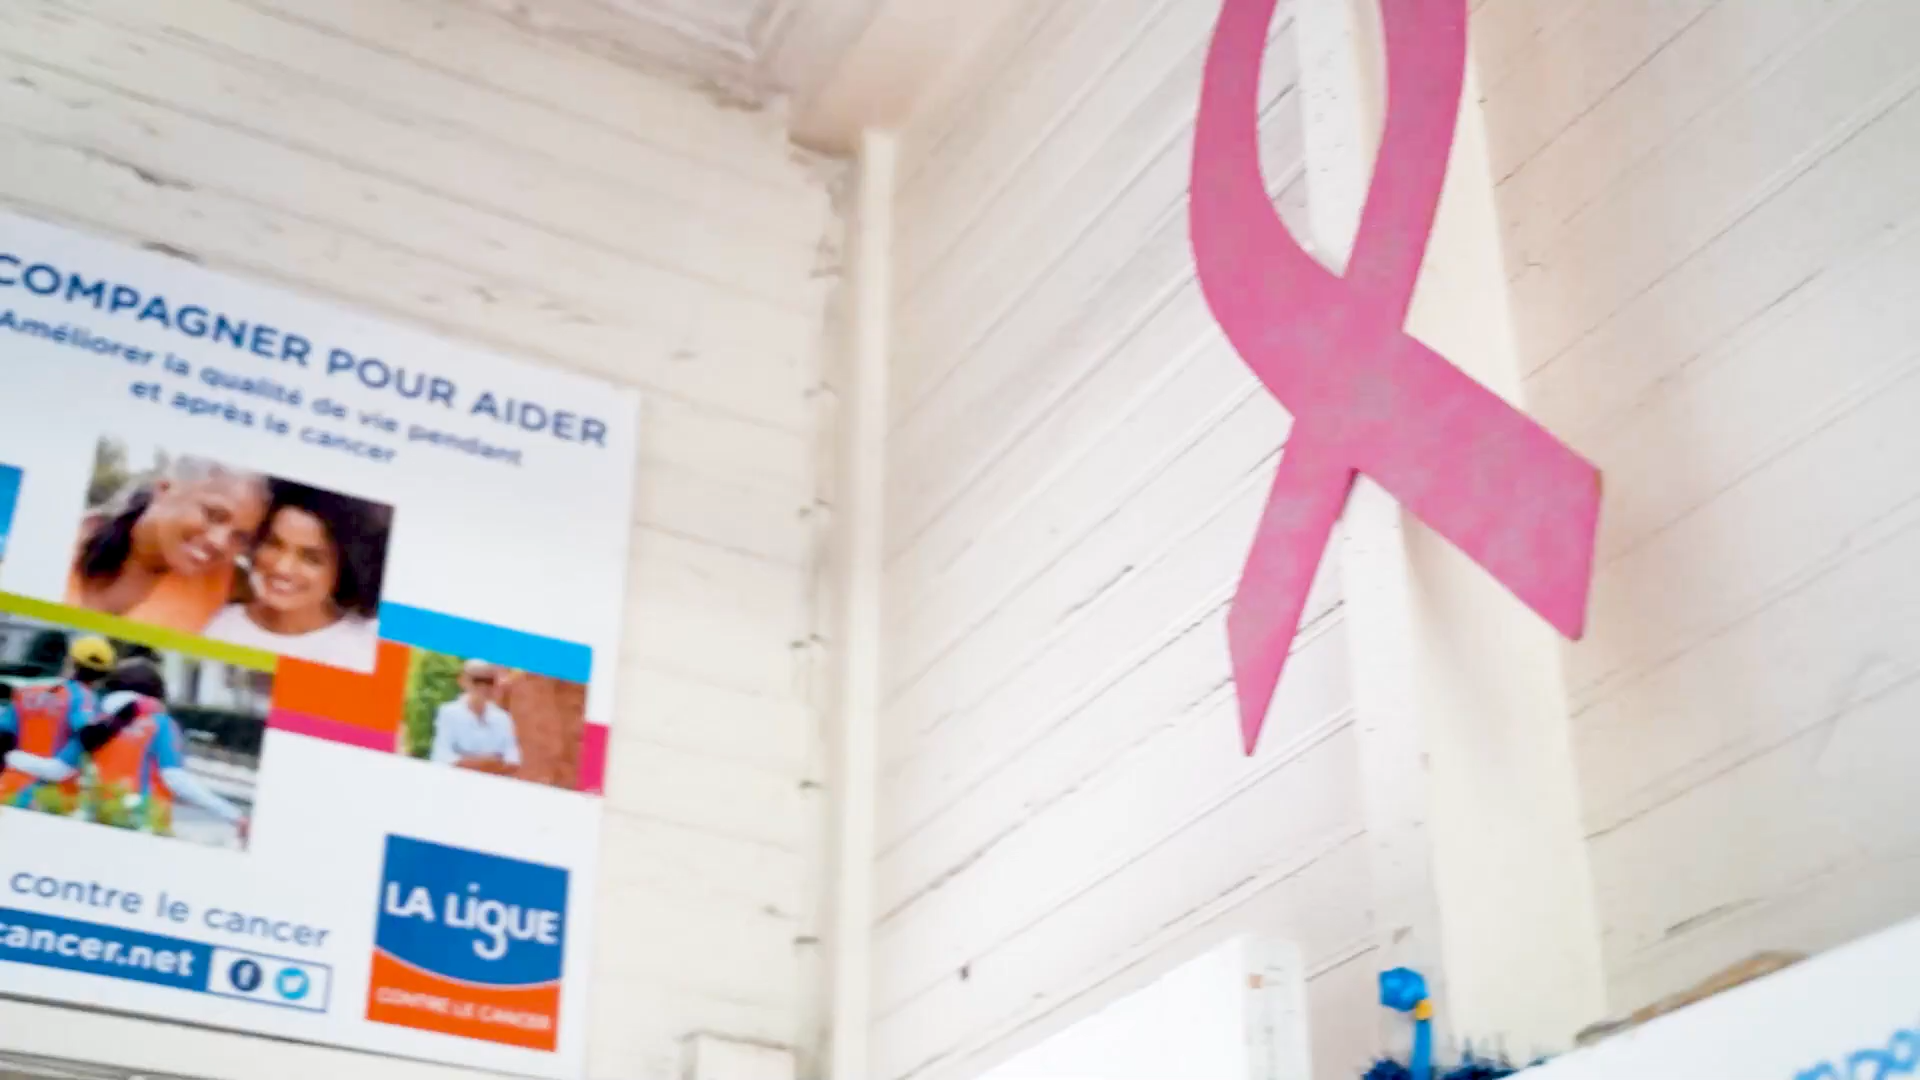 COMPAGNER POUR AIDER
Améliorer la qualité de vie pendant
et après le cancer
contre le cancer
cancer.net
LA LIGUE
CONTRE LE CANCER